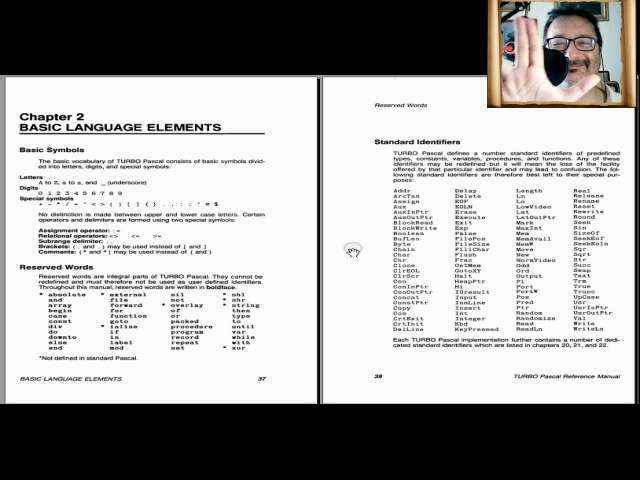 Chapter 2
BASIC LANGUAGE ELEMENTS
Basic Symbols
The basic vocabulary of TURBO Pascal consists of basic symbols divid-
ed into letters, digits, and special symbols:
Letters
A to Z, a to z, and _ (underscore)
Digits
0 1 2 3 4 5 6 7 8 9
Special symbols
No distinction is made between upper and lower case letters. Certain
operators and delimiters are formed using two special symbols:
Assignment operator: :=
Relational operators: <> <= >=
Subrange delimiter: ..
Brackets: (. and .) may be used instead of [ and ]
Comments: (* and *) may be used instead of { and }
Reserved Words
Reserved words are integral parts of TURBO Pascal. They cannot be
redefined and must therefore not be used as user defined identifiers.
Throughout this manual, reserved words are written in boldface.
* absolute * external nil * shl
and file not * shr
array forward * overlay * string
begin for of then
case function or type
const goto packed to
div * inline procedure until
do if program var
downto in record while
else label repeat with
end mod set * xor
*Not defined in standard Pascal.
BASIC LANGUAGE ELEMENTS 37
Reserved Words
Standard Identifiers
TURBO Pascal defines a number standard identifiers of predefined
types, constants, variables, procedures, and functions. Any of these
identifiers may be redefined but it will mean the loss of the facility
offered by that particular identifier and may lead to confusion. The fol-
lowing standard identifiers are therefore best left to their special pur-
poses:
Addr Delay Length Real
ArcTan Delete Ln Release
Assign EOF Lo Rename
Aux EOLN LowVideo Reset
AuxInPtr Erase Lst Rewrite
AuxOutPtr Execute LstOutPtr Round
BlockRead Exit Mark Seek
BlockWrite Exp MaxInt Sin
Boolean False Mem SizeOf
BufLen FilePos MemAvail SeekEof
Byte FileSize MemW SeekEoln
Chain FillChar Move Sqr
Char Flush New Sqrt
Chr Frac NormVideo Str
Close GetMem Odd Succ
ClrEOL GotoXY Ord Swap
ClrScr Halt Output Text
Con HeapPtr Pi Trm
ConInPtr Hi Port True
ConOutPtr IOresult PortW Trunc
Concat Input Pos UpCase
ConstPtr InsLine Pred Usr
Copy Insert Ptr UsrInPtr
Cos Int Random UsrOutPtr
CrtExit Integer Randomize Val
CrtInit Kbd Read Write
DelLine KeyPressed ReadLn WriteLn
Each TURBO Pascal implementation further contains a number of dedi-
cated standard identifiers which are listed in chapters 20, 21, and 22.
38 TURBO Pascal Reference Manual